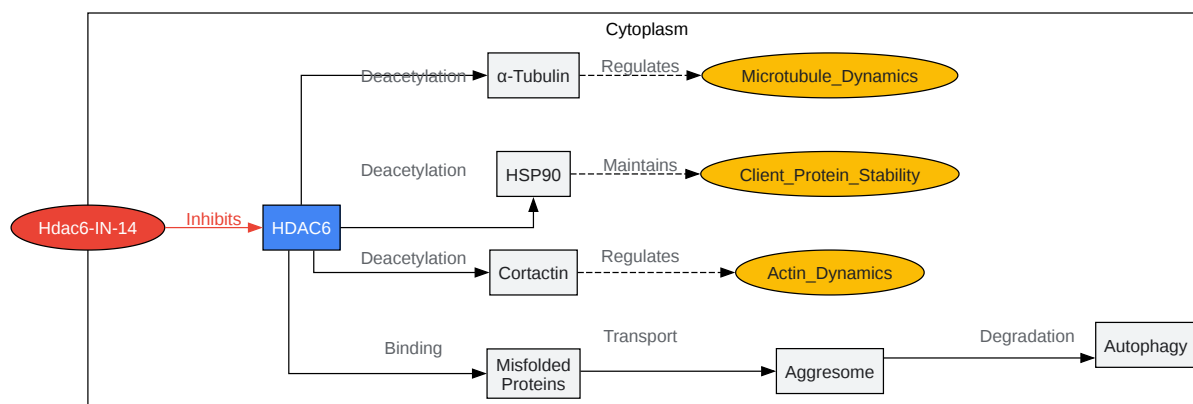 Cytoplasm
Deacetylation
α-Tubulin
Regulates
Microtubule_Dynamics
Deacetylation
HSP90
Maintains
Client_Protein_Stability
Hdac6-IN-14
Inhibits
HDAC6
Deacetylation
Cortactin
Regulates
Actin_Dynamics
Binding
Misfolded
Proteins
Transport
Aggresome
Degradation
Autophagy